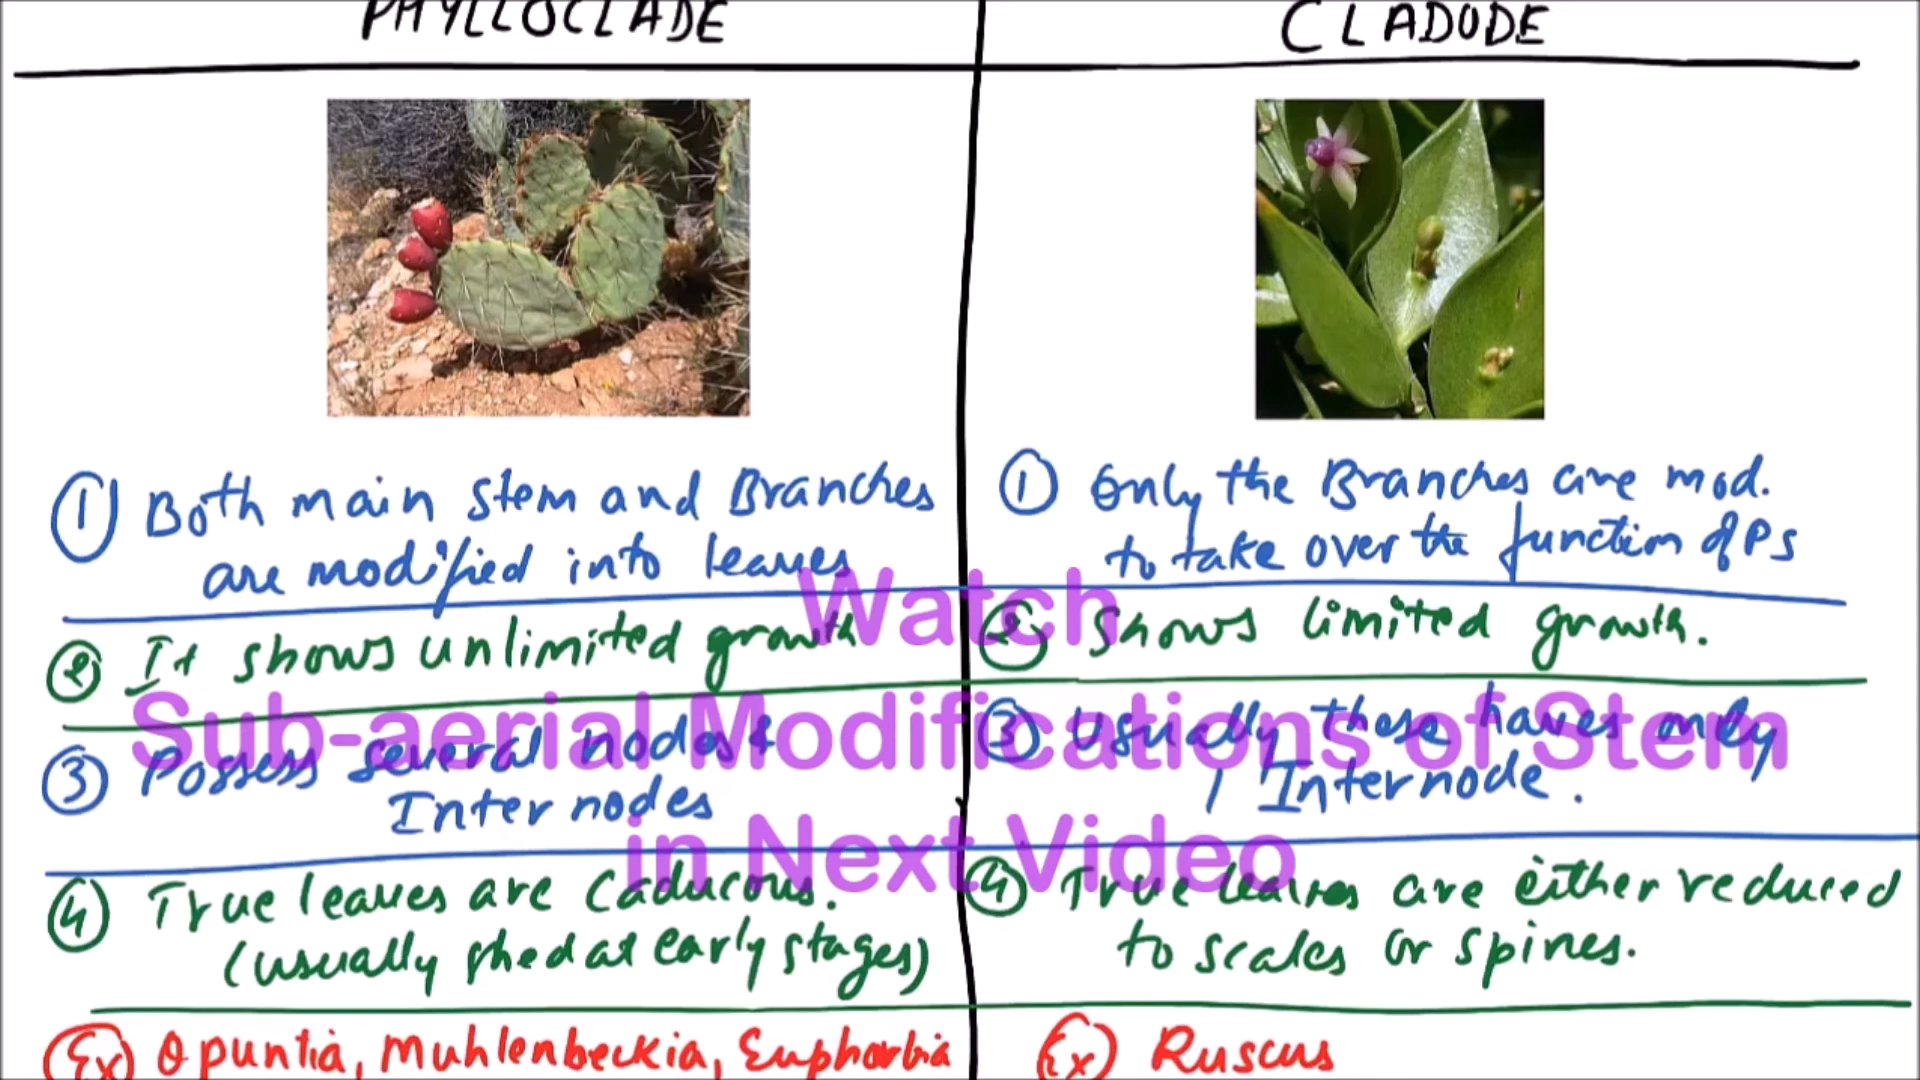 PHYLLOCLADE
CLADODE
① Both main stem and Branches
are modified into leaves
① Only the Branches are mod.
to take over the function of Ps
② It shows unlimited growth
② Shows limited growth.
③ Possess several nodes &
Internodes
③ Usually these haves only
1 Internode.
④ True leaves are Caducous.
(usually shed at early stages)
④ True leaves are either reduced
to scales or spines.
Ex Opuntia, Muhlenbeckia, Euphorbia
Ex Ruscus
Watch
Sub-aerial Modifications of Stem
in Next Video